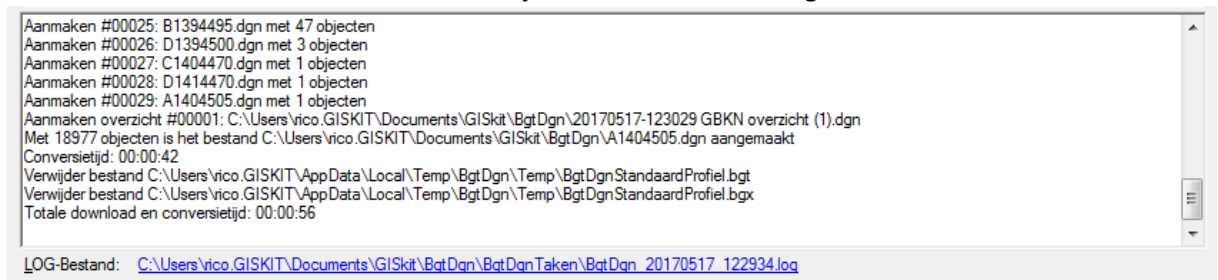 Aanmaken #00025: B1394495.dgn met 47 objecten
Aanmaken #00026: D1394500.dgn met 3 objecten
Aanmaken #00027: C1404470.dgn met 1 objecten
Aanmaken #00028: D1414470.dgn met 1 objecten
Aanmaken #00029: A1404505.dgn met 1 objecten
Aanmaken overzicht #00001: C:\Users\rico.GISKIT\Documents\GISkit\BgtDgn\20170517-123029 GBKN overzicht (1).dgn
Met 18977 objecten is het bestand C:\Users\rico.GISKIT\Documents\GISkit\BgtDgn\A1404505.dgn aangemaakt
Conversietijd: 00:00:42
Verwijder bestand C:\Users\rico.GISKIT\AppData\Local\Temp\BgtDgn\Temp\BgtDgnStandaardProfiel.bgt
Verwijder bestand C:\Users\rico.GISKIT\AppData\Local\Temp\BgtDgn\Temp\BgtDgnStandaardProfiel.bgx
Totale download en conversietijd: 00:00:56
LOG-Bestand: C:\Users\rico.GISKIT\Documents\GISkit\BgtDgn\BgtDgnTaken\BgtDgn_20170517_122934.log